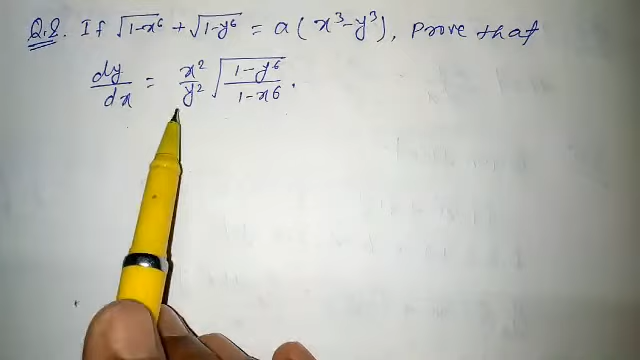 Q.8. If √1-x⁶ + √1-y⁶ = a(x³-y³), Prove that
dy/dx = x²/y² √(1-y⁶)/(1-x⁶) .